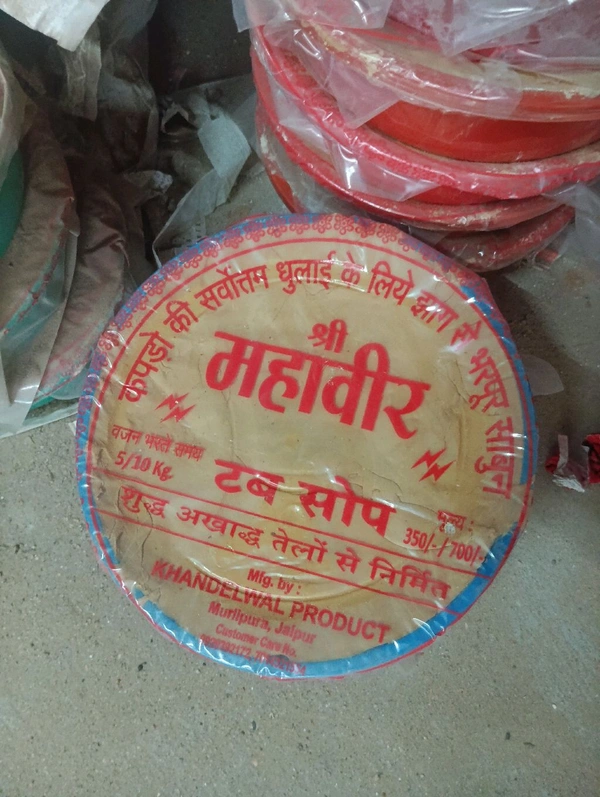 कपड़ो की सर्वोत्तम धुलाई के लिये झाग से भरपूर साबुन
श्री
महावीर
वजन भरते समय
5/10 Kg.
टब सोप
मूल्य :
350/-/700/-
शुद्ध अखाद्ध तेलों से निर्मित
Mfg. by :
KHANDELWAL PRODUCT
Murlipura, Jaipur
Customer Care No.